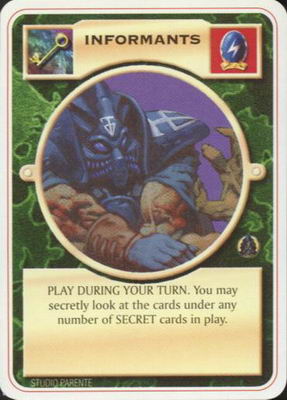 INFORMANTS
PLAY DURING YOUR TURN. You may
secretly look at the cards under any
number of SECRET cards in play.
STUDIO PARENTE